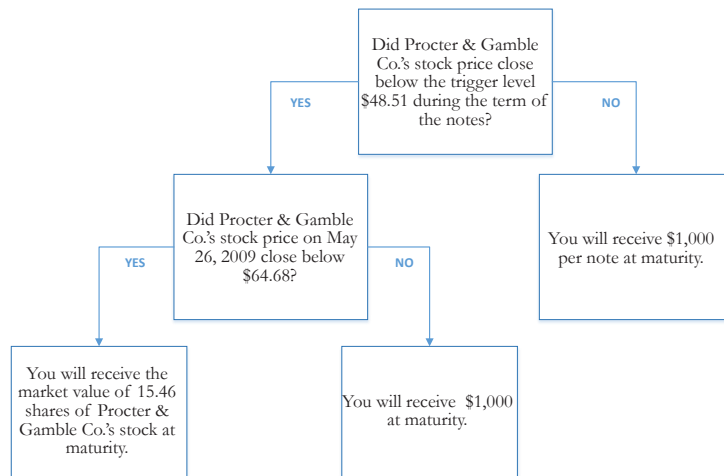 Did Procter & Gamble
Co.'s stock price close
below the trigger level
$48.51 during the term of
the notes?
YES
NO
Did Procter & Gamble
Co.'s stock price on May
26, 2009 close below
$64.68?
You will receive $1,000
per note at maturity.
YES
NO
You will receive the
market value of 15.46
shares of Procter &
Gamble Co.'s stock at
maturity.
You will receive $1,000
at maturity.